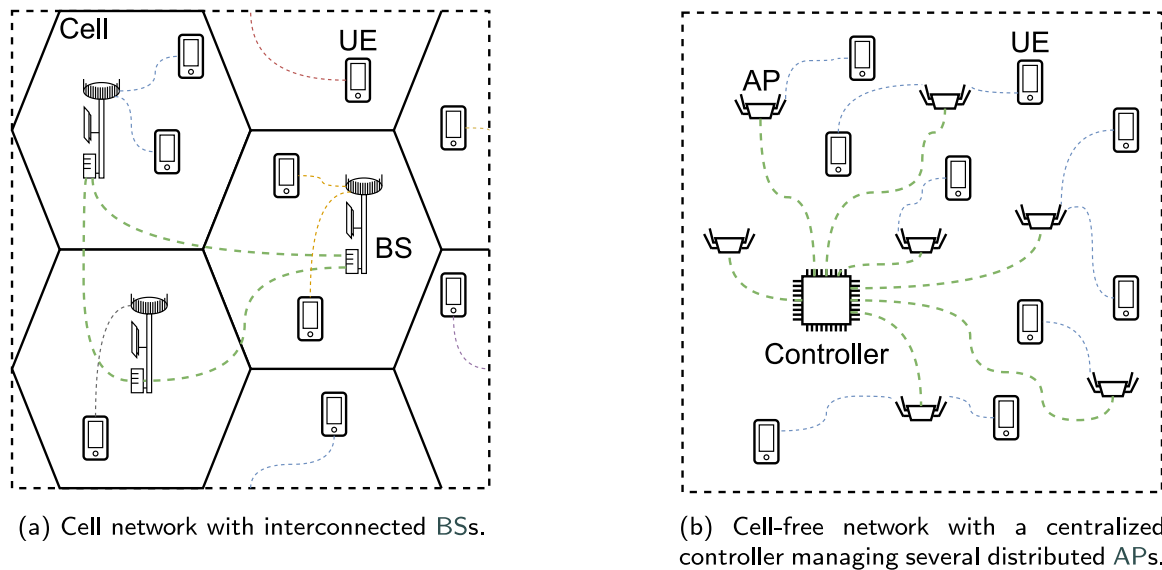 Cell
UE
BS
(a) Cell network with interconnected BSs.
UE
AP
Controller
(b) Cell-free network with a centralized
controller managing several distributed APs.